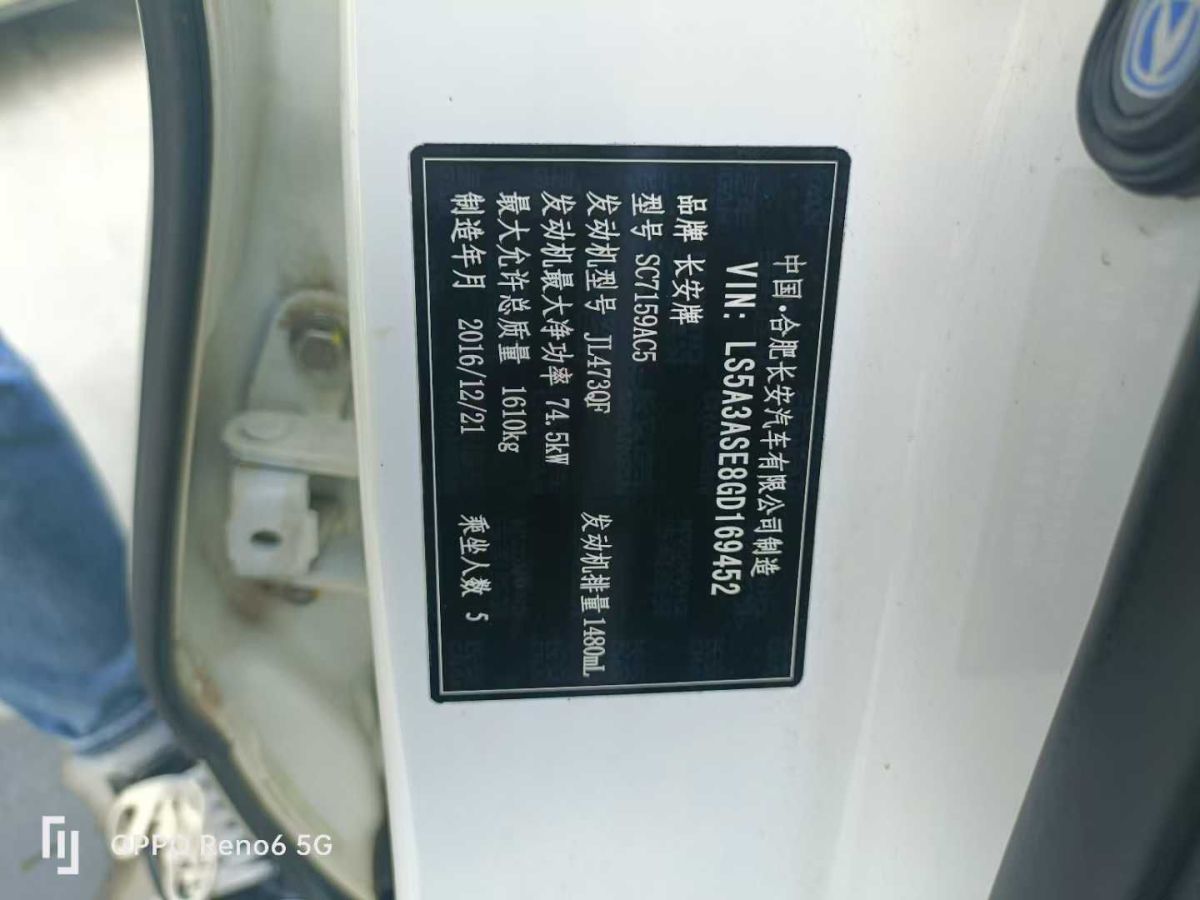 中国·合肥长安汽车有限公司制造
VIN: LS5A3ASE8GD169452
品牌 长安牌
型号 SC7159AC5
发动机型号 JL473QF 发动机排量 1480mL
发动机最大净功率 74.5kW
最大允许总质量 1610kg
制造年月 2016/12/21 乘坐人数 5
OPPO Reno6 5G